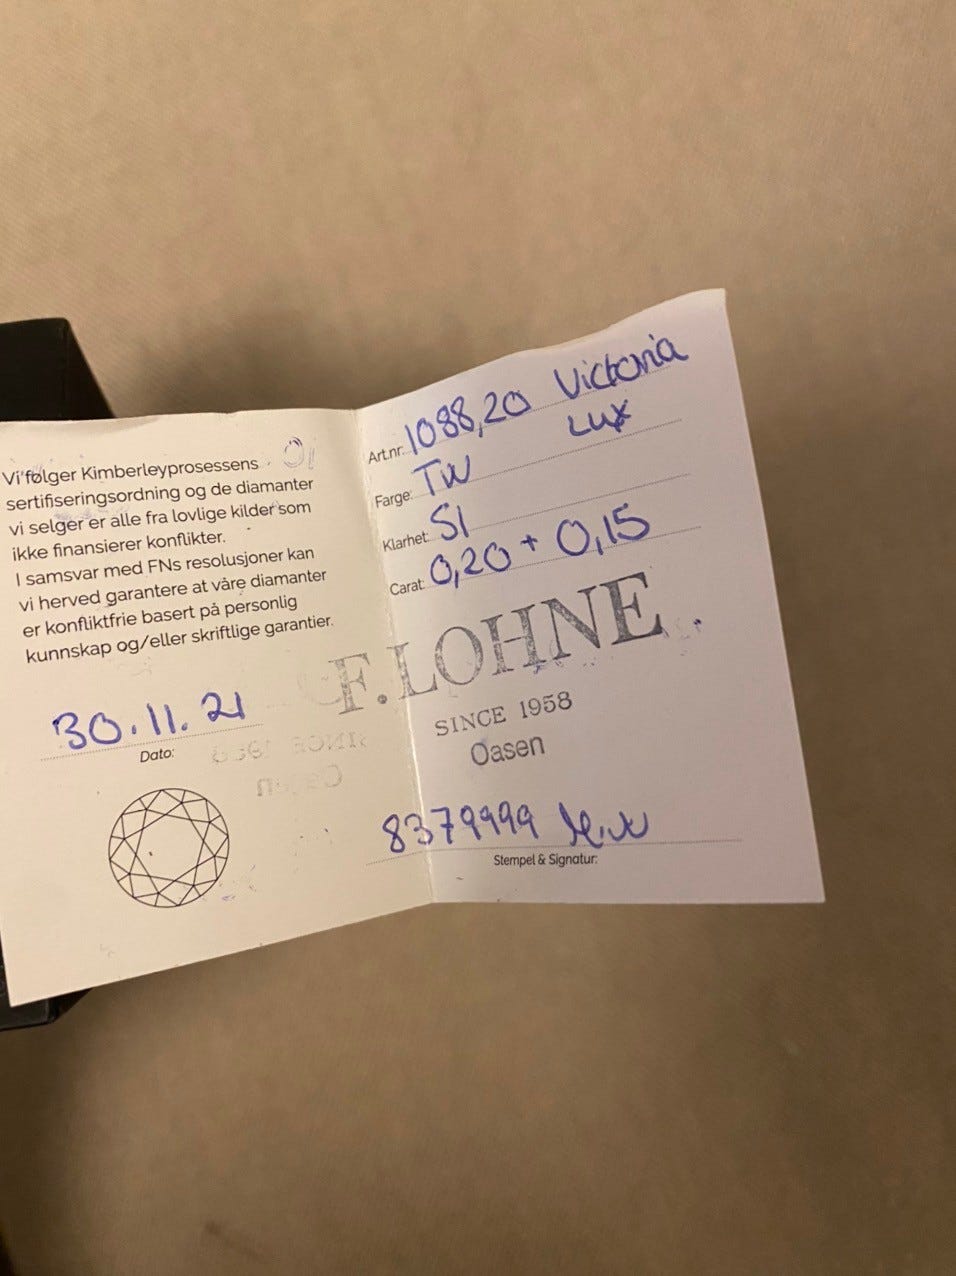 Vi følger Kimberleyprosessens
sertifiseringsordning og de diamanter
vi selger er alle fra lovlige kilder som
ikke finansierer konflikter.
I samsvar med FNs resolusjoner kan
vi herved garantere at våre diamanter
er konfliktfrie basert på personlig
kunnskap og/eller skriftlige garantier.
30.11.21
Dato:
Art.nr: 1088,20 Victoria
Lux
Farge: TW
Klarhet: SI
Carat: 0,20 + 0,15
F. LOHNE
SINCE 1958
Oasen
8379999
Stempel & Signatur: